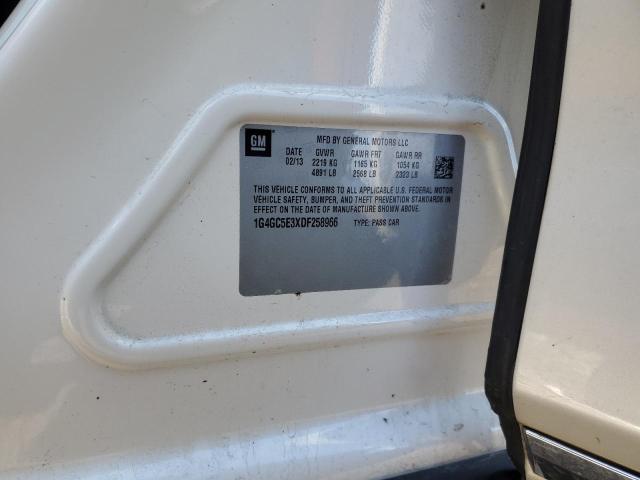 GM
MFD BY GENERAL MOTORS LLC
DATE GVWR GAWR FRT GAWR RR
02/13 2219 KG 1165 KG 1054 KG
4891 LB 2568 LB 2323 LB
THIS VEHICLE CONFORMS TO ALL APPLICABLE U.S. FEDERAL MOTOR
VEHICLE SAFETY, BUMPER, AND THEFT PREVENTION STANDARDS IN
EFFECT ON THE DATE OF MANUFACTURE SHOWN ABOVE.
1G4GC5E3XDF258966 TYPE: PASS CAR